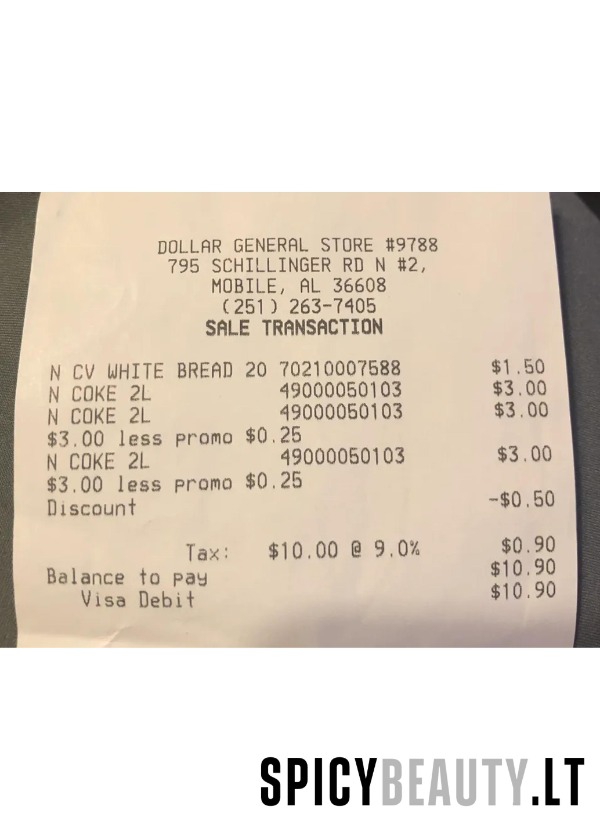 DOLLAR GENERAL STORE #9788
795 SCHILLINGER RD N #2,
MOBILE, AL 36608
(251) 263-7405
SALE TRANSACTION
N CV WHITE BREAD 20 70210007588 $1.50
N COKE 2L 49000050103 $3.00
N COKE 2L 49000050103 $3.00
$3.00 less promo $0.25
N COKE 2L 49000050103 $3.00
$3.00 less promo $0.25
Discount -$0.50
Tax: $10.00 @ 9.0% $0.90
Balance to pay $10.90
Visa Debit $10.90
SPICYBEAUTY.LT